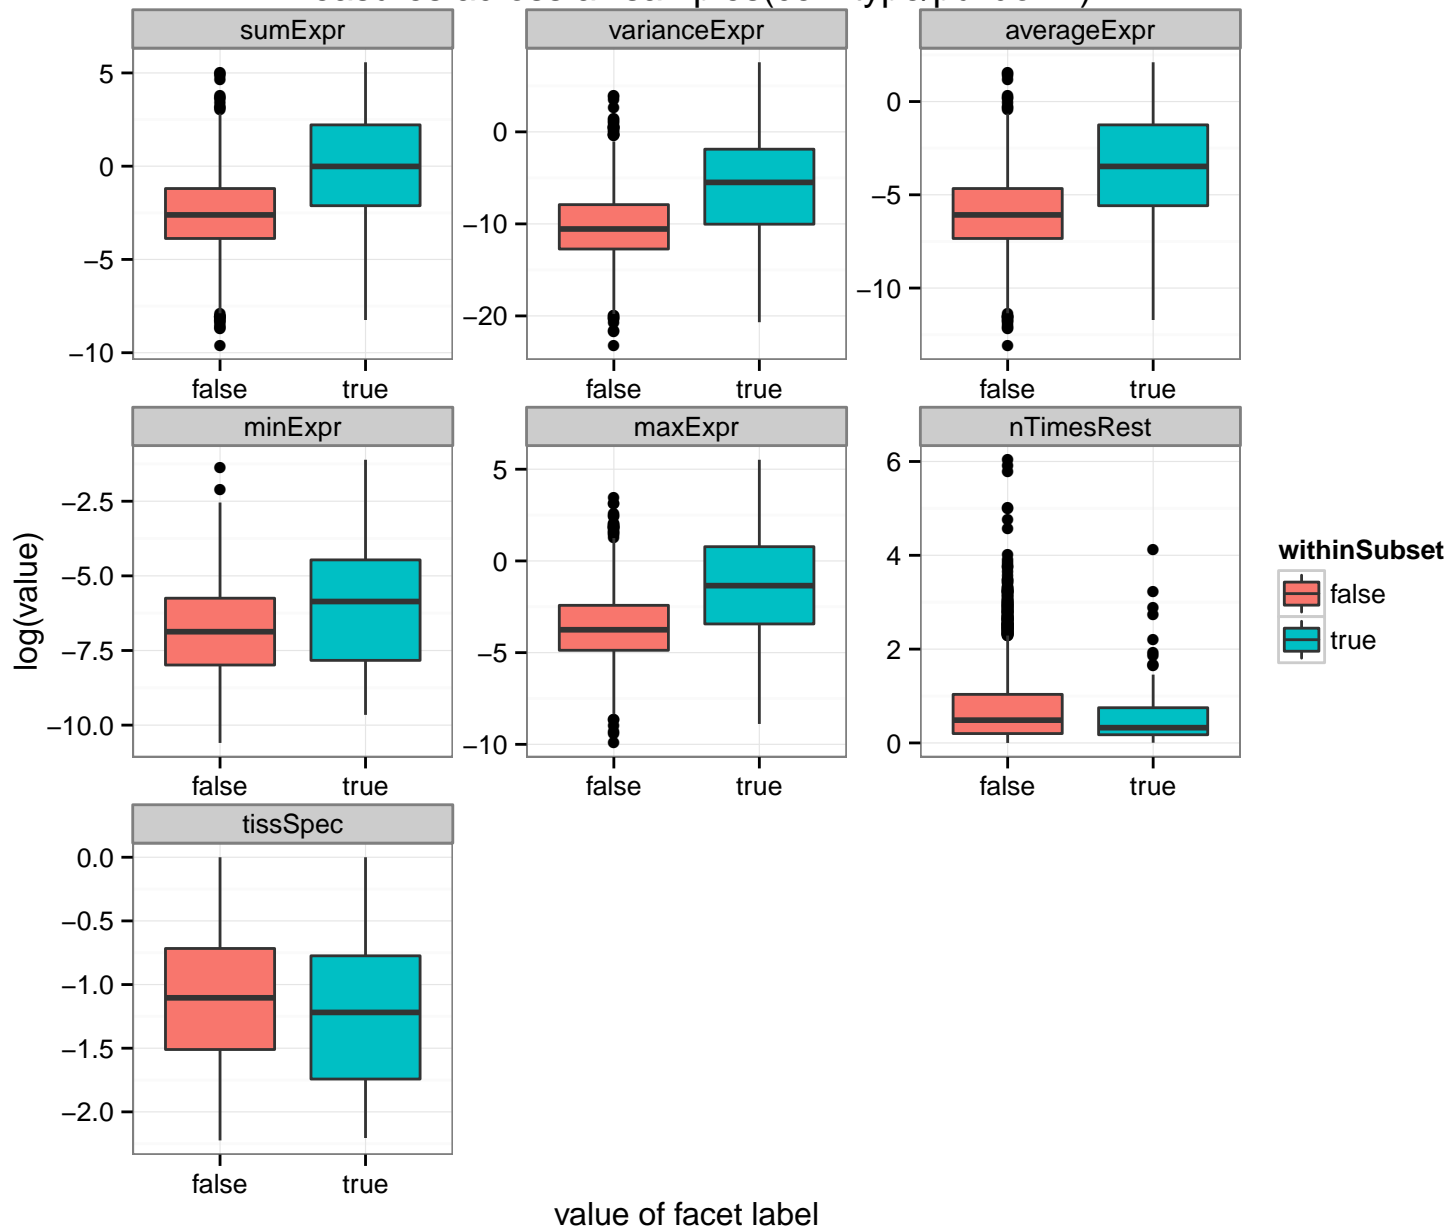 sumExpr varianceExpr averageExpr
5
0
−5
−10
0
−10
−20
0
−5
−10
false true false true false true
minExpr maxExpr nTimesRest
−2.5
−5.0
−7.5
−10.0
5
0
−5
−10
6
4
2
0
false true false true false true
tissSpec
0.0
−0.5
−1.0
−1.5
−2.0
false true
log(value)
value of facet label
withinSubset
false
true